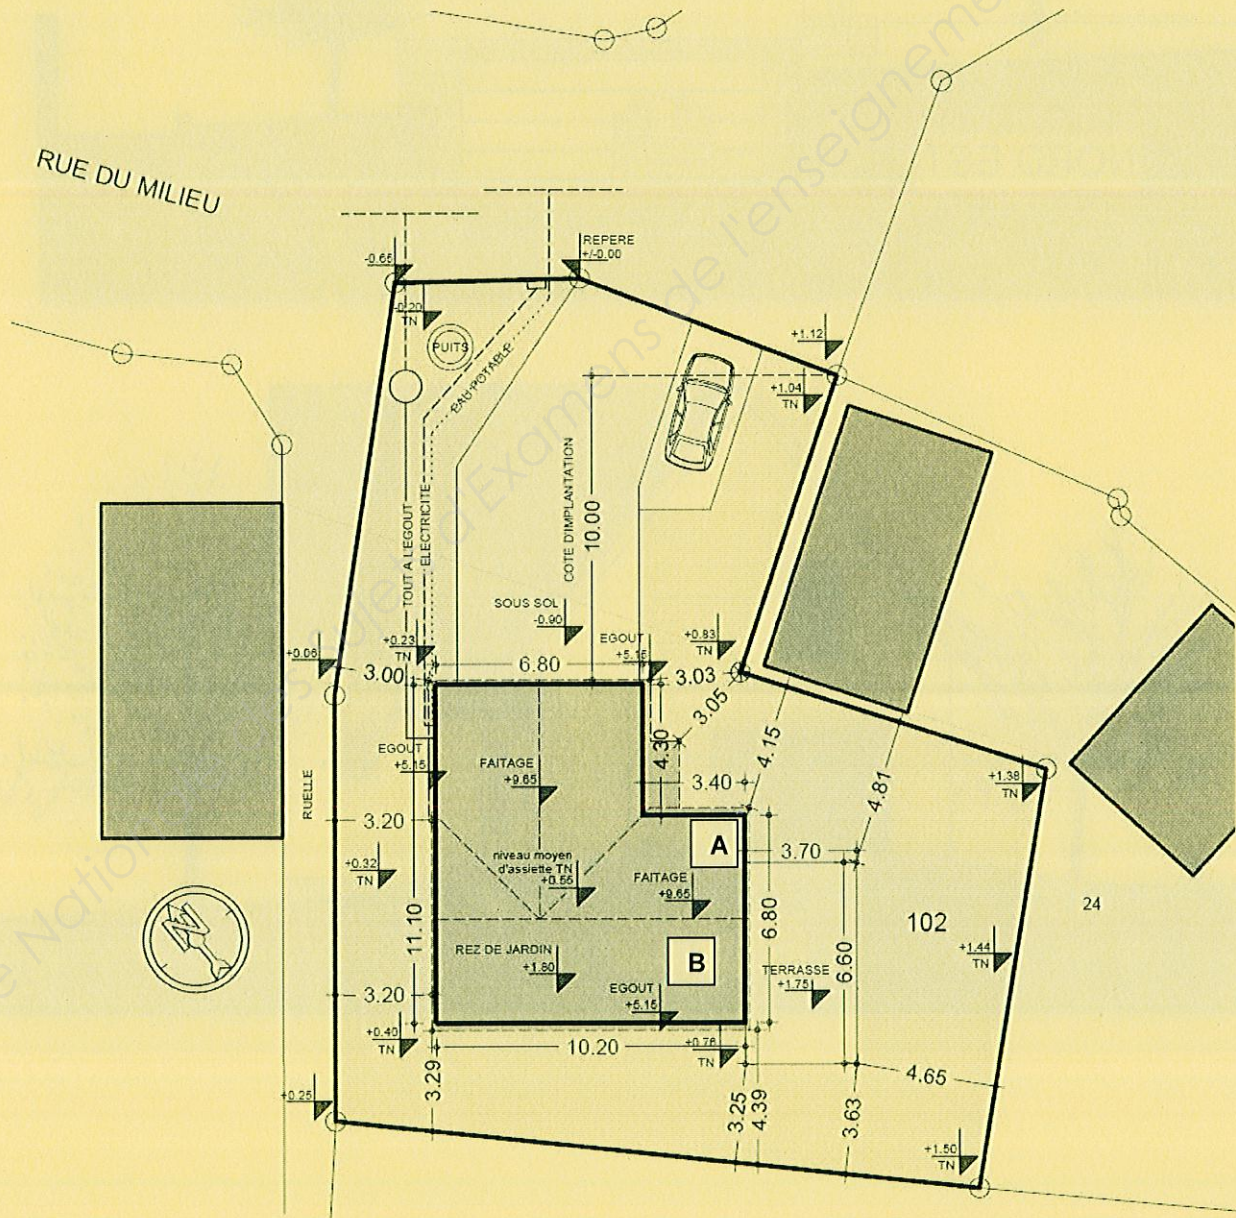 RUE DU MILIEU
REPERE
+/-0.00
-0.65
-0.20
TN
PUITS
EAU POTABLE
+1.12
+1.04
TN
TOUT A L'EGOUT
ELECTRICITE
COTE D'IMPLANTATION
10.00
SOUS SOL
-0.90
EGOUT
+5.15
+0.83
TN
+0.06
+0.23
TN
3.00
6.80
3.03
3.05
4.15
4.30
EGOUT
+5.15
FAITAGE
+9.65
3.40
4.81
+1.38
TN
RUELLE
3.20
A
3.70
niveau moyen
d'assiette TN
+0.55
FAITAGE
+9.65
+0.32
TN
11.10
6.80
102
24
6.60
+1.44
TN
REZ DE JARDIN
+1.80
B
TERRASSE
+1.75
3.20
EGOUT
+5.15
+0.40
TN
10.20
+0.76
TN
4.65
3.29
3.25
4.39
3.63
+0.25
+1.50
TN
N
d'Examens de l'enseignement